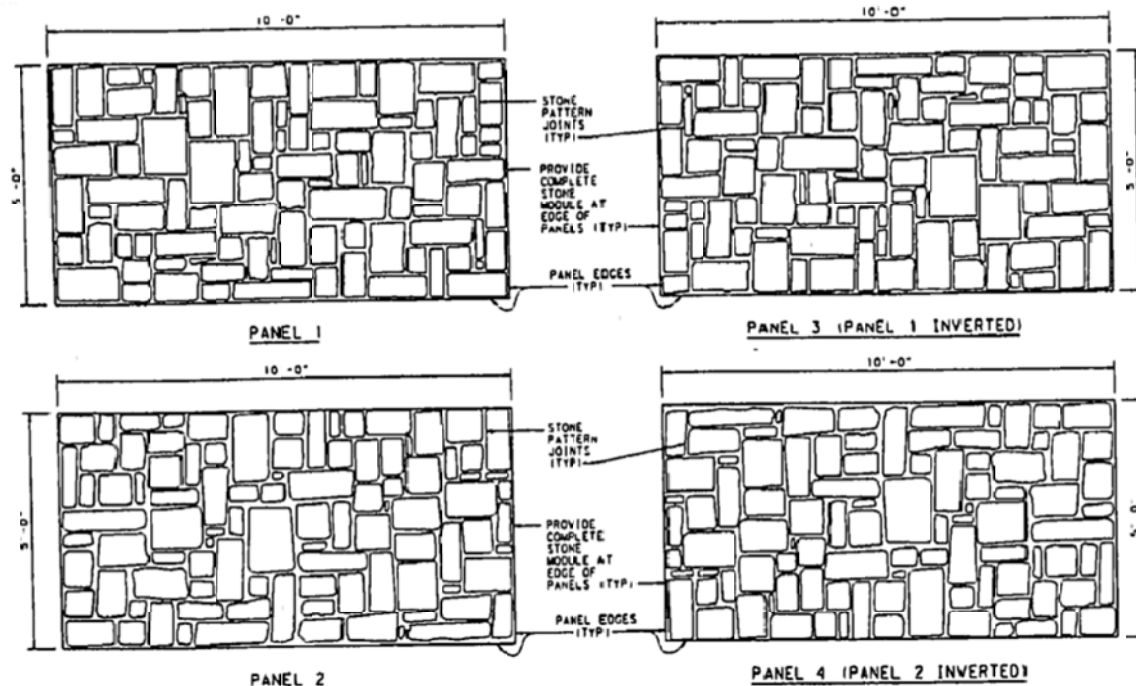 10'-0"
10'-0"
5'-0"
STONE
PATTERN
JOINTS
(TYP)
PROVIDE
COMPLETE
STONE
MODULE AT
EDGE OF
PANELS (TYP)
PANEL EDGES
(TYP)
5'-0"
PANEL 1
PANEL 3 (PANEL 1 INVERTED)
10'-0"
10'-0"
5'-0"
STONE
PATTERN
JOINTS
(TYP)
PROVIDE
COMPLETE
STONE
MODULE AT
EDGE OF
PANELS (TYP)
PANEL EDGES
(TYP)
5'-0"
PANEL 2
PANEL 4 (PANEL 2 INVERTED)